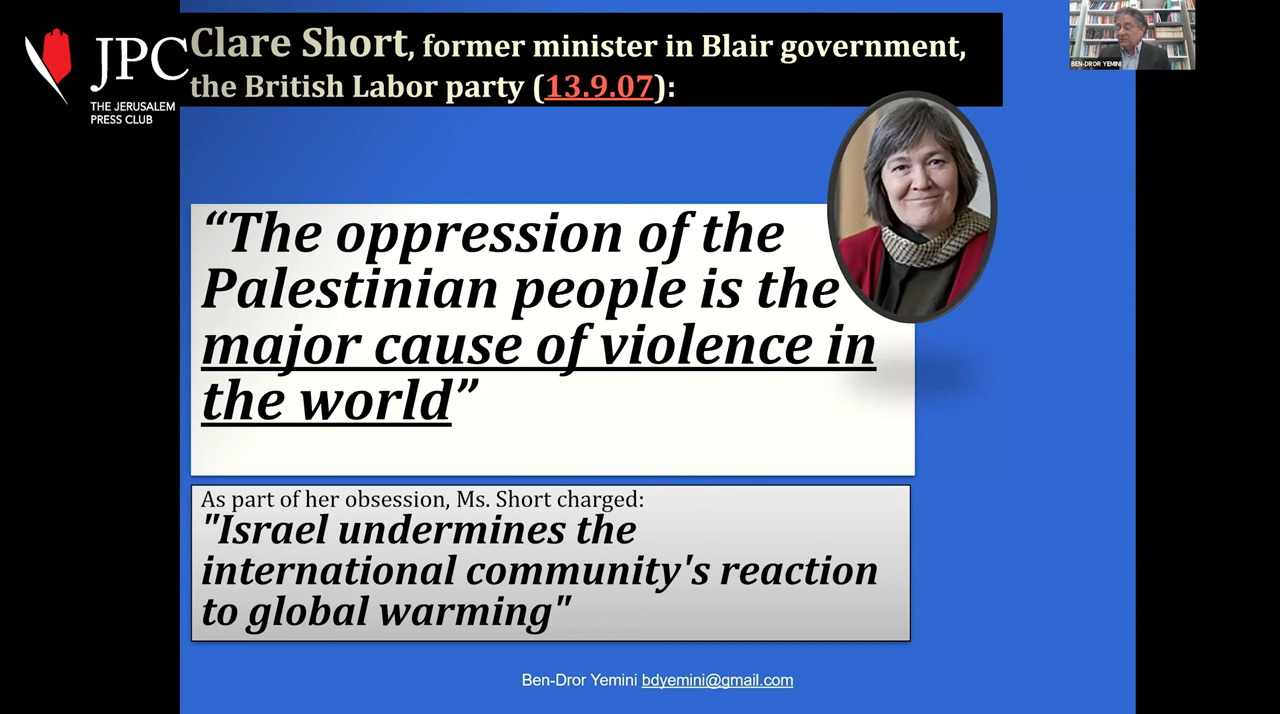 JPC
THE JERUSALEM
PRESS CLUB
Clare Short, former minister in Blair government,
the British Labor party (13.9.07):
BEN-DROR YEMINI
“The oppression of the
Palestinian people is the
major cause of violence in
the world”
As part of her obsession, Ms. Short charged:
"Israel undermines the
international community's reaction
to global warming"
Ben-Dror Yemini bdyemini@gmail.com